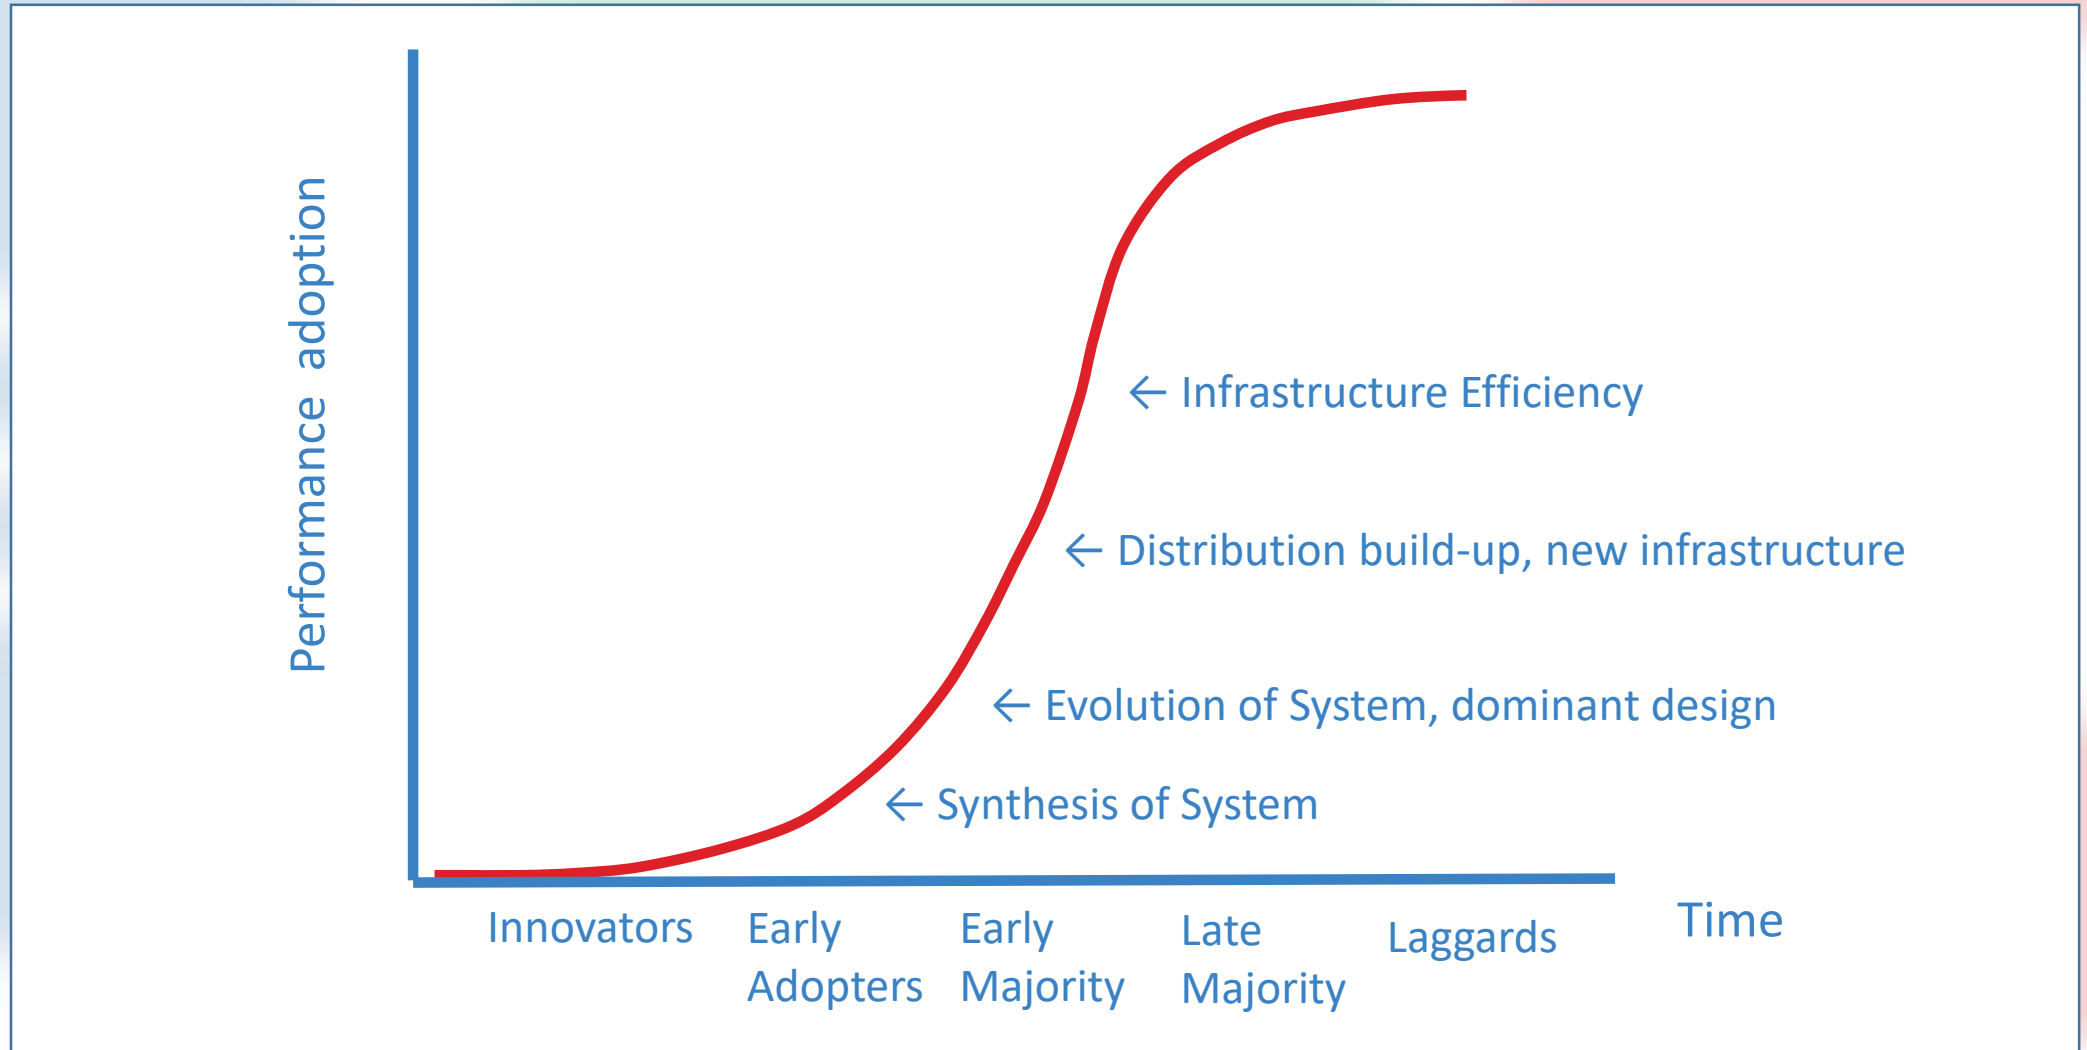 Performance adoption
← Infrastructure Efficiency
← Distribution build-up, new infrastructure
← Evolution of System, dominant design
← Synthesis of System
Innovators
Early
Adopters
Early
Majority
Late
Majority
Laggards
Time